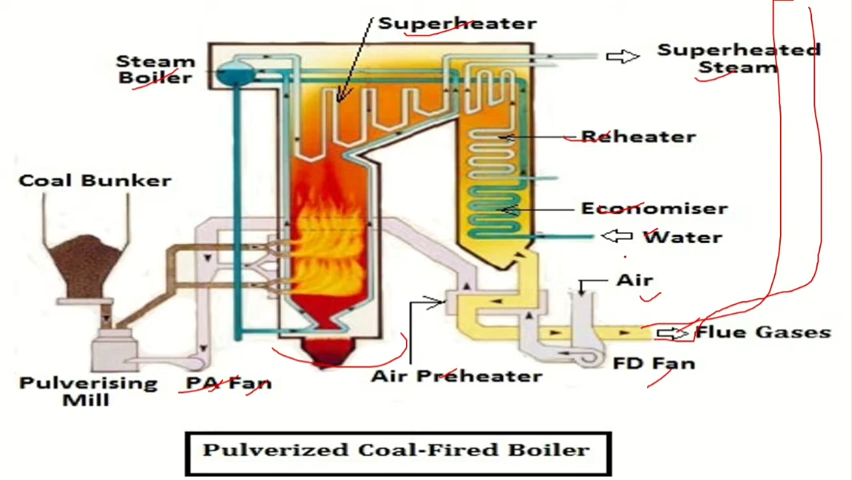 Superheater
Steam
Boiler
Superheated
Steam
Reheater
Coal Bunker
Economiser
Water
Air
Flue Gases
FD Fan
Air Preheater
PA Fan
Pulverising
Mill
Pulverized Coal-Fired Boiler